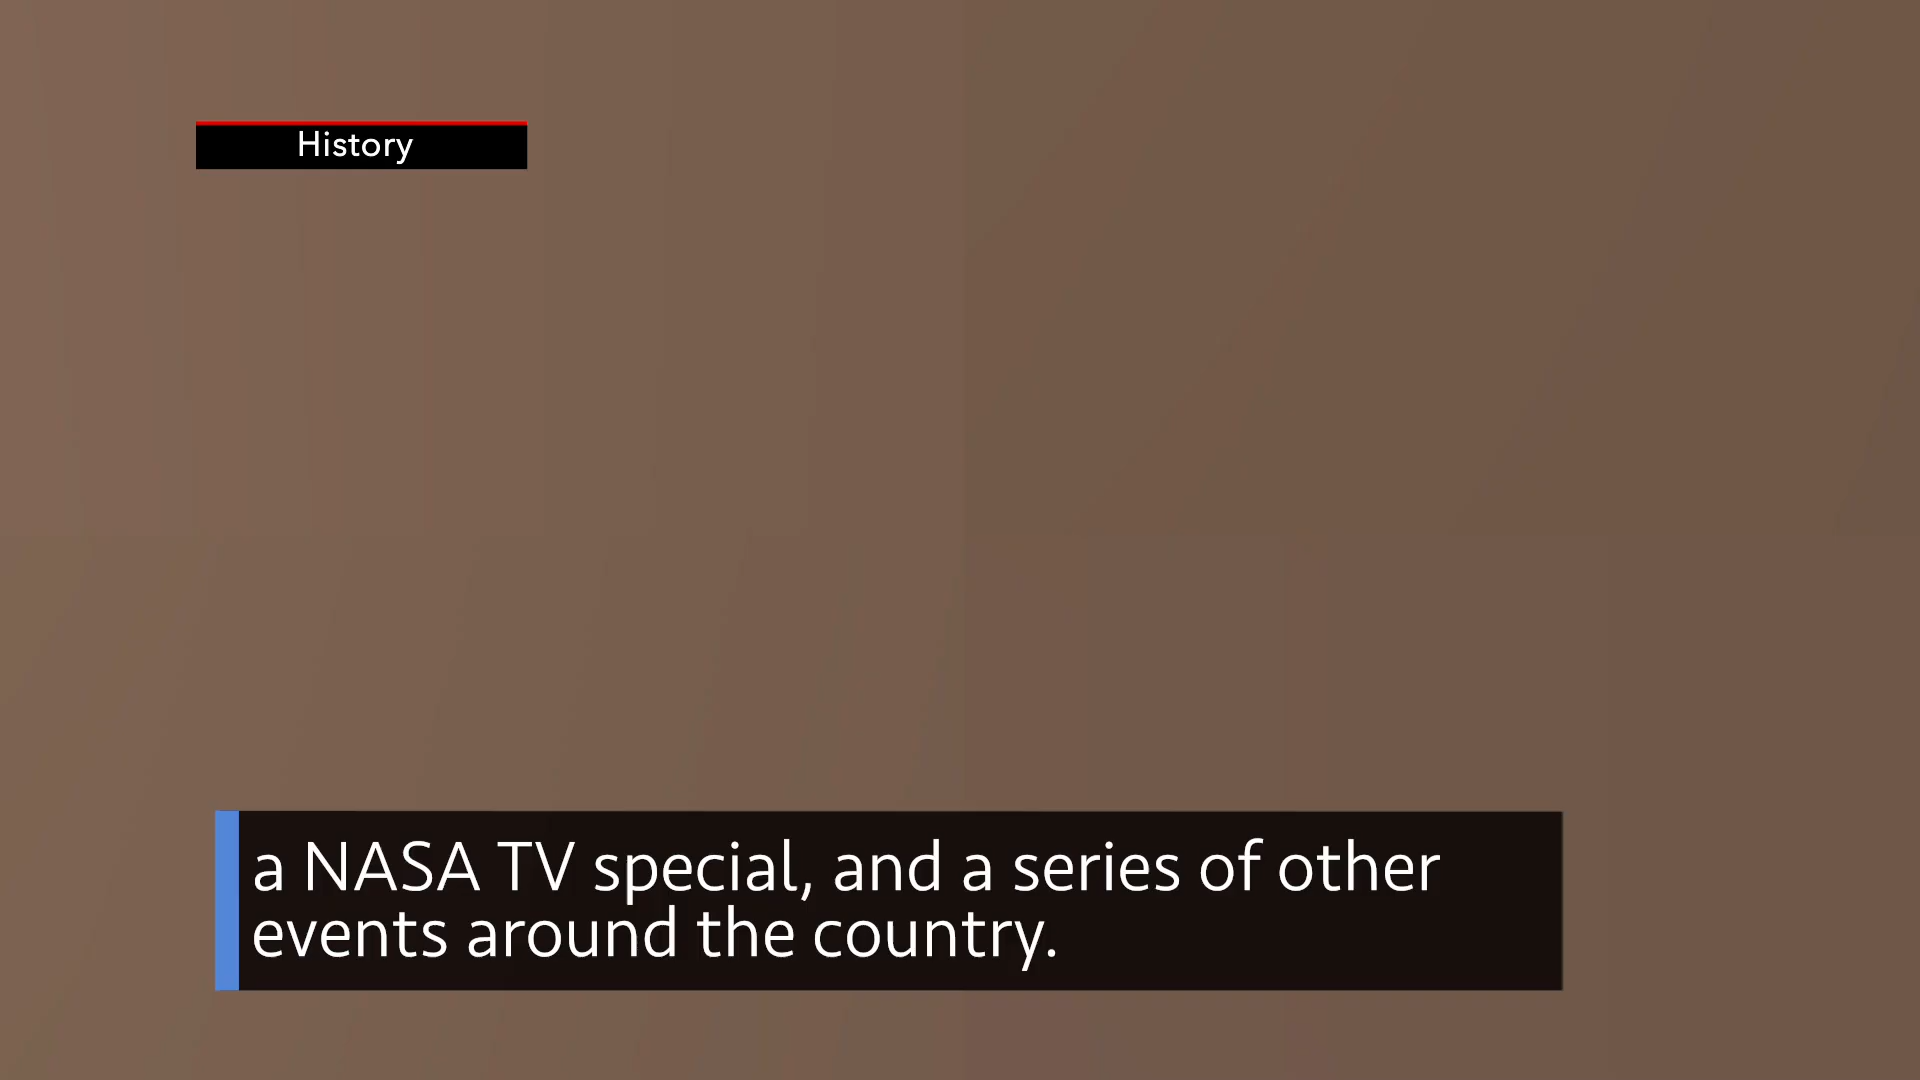 History
a NASA TV special, and a series of other
events around the country.